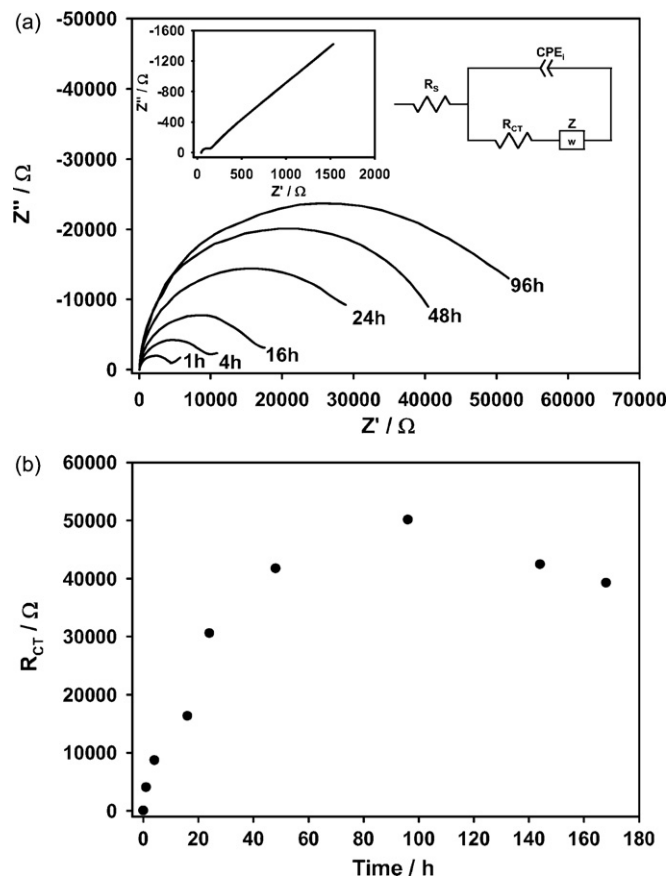 (a)
-50000
-40000
-30000
-20000
-10000
0
Z'' / Ω
-1600
-1200
-800
-400
0
Z'' / Ω
0 500 1000 1500 2000
Z' / Ω
CPEi
RS
RCT
Z
w
1h
4h
16h
24h
48h
96h
0 10000 20000 30000 40000 50000 60000 70000
Z' / Ω
(b)
60000
50000
40000
30000
20000
10000
0
RCT / Ω
0 20 40 60 80 100 120 140 160 180
Time / h